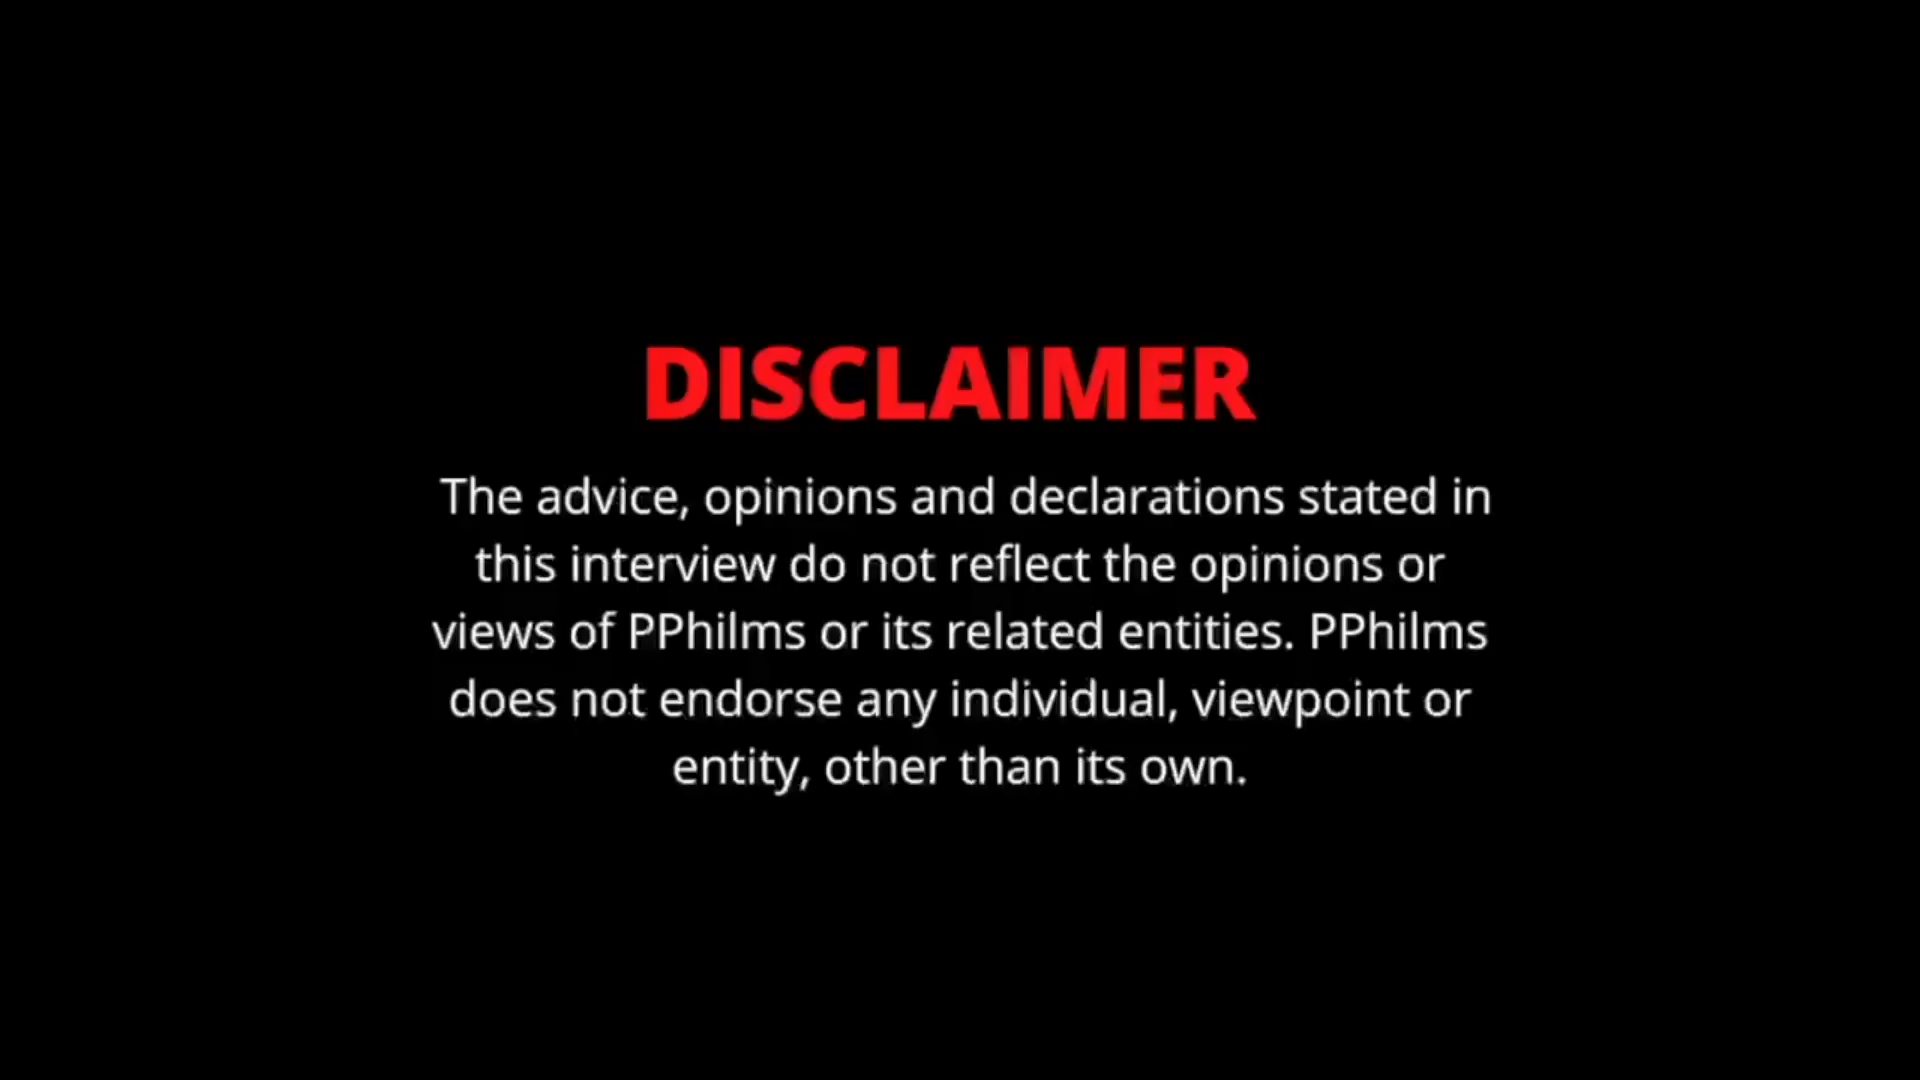 DISCLAIMER
The advice, opinions and declarations stated in
this interview do not reflect the opinions or
views of PPhilms or its related entities. PPhilms
does not endorse any individual, viewpoint or
entity, other than its own.